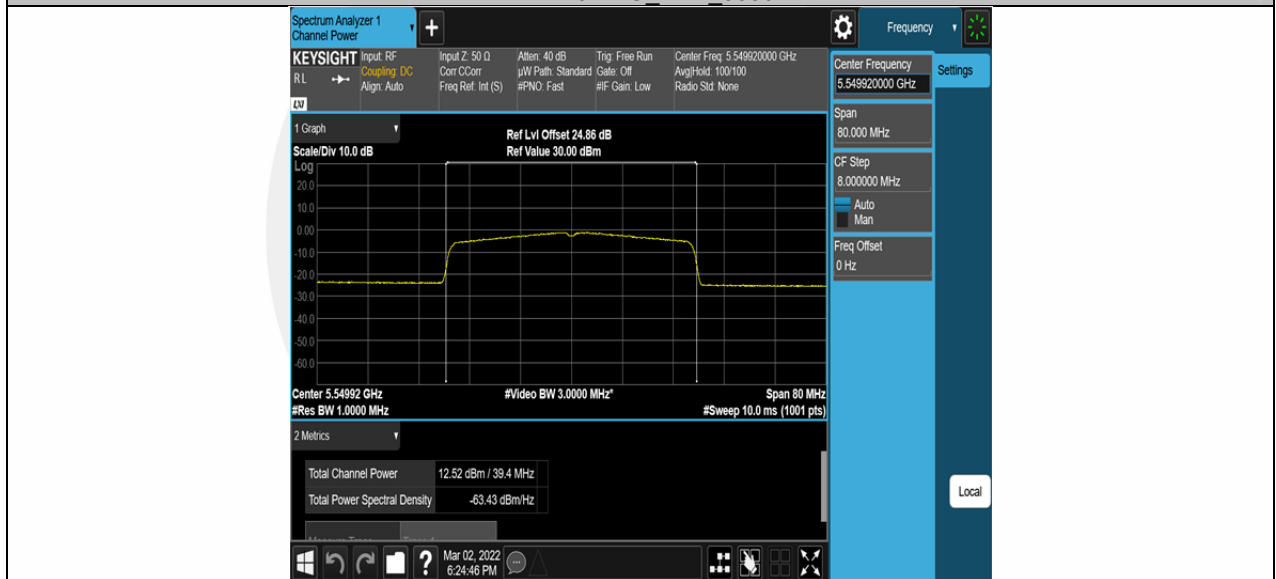 Spectrum Analyzer 1
Channel Power
+
Frequency
KEYSIGHT
Input: RF
Input Z: 50 Ω
Atten: 40 dB
Trig: Free Run
Center Freq: 5.549920000 GHz
RL
Coupling: DC
Corr CCorr
µW Path: Standard
Gate: Off
Avg|Hold: 100/100
Align: Auto
Freq Ref: Int (S)
#PNO: Fast
#IF Gain: Low
Radio Std: None
LXI
Center Frequency
5.549920000 GHz
Settings
Span
80.000 MHz
CF Step
8.000000 MHz
Auto
Man
Freq Offset
0 Hz
Local
1 Graph
Ref Lvl Offset 24.86 dB
Scale/Div 10.0 dB
Ref Value 30.00 dBm
Log
20.0
10.0
0.00
-10.0
-20.0
-30.0
-40.0
-50.0
-60.0
Center 5.54992 GHz
#Video BW 3.0000 MHz*
Span 80 MHz
#Res BW 1.0000 MHz
#Sweep 10.0 ms (1001 pts)
2 Metrics
Total Channel Power
12.52 dBm / 39.4 MHz
Total Power Spectral Density
-63.43 dBm/Hz
?
Mar 02, 2022
6:24:46 PM